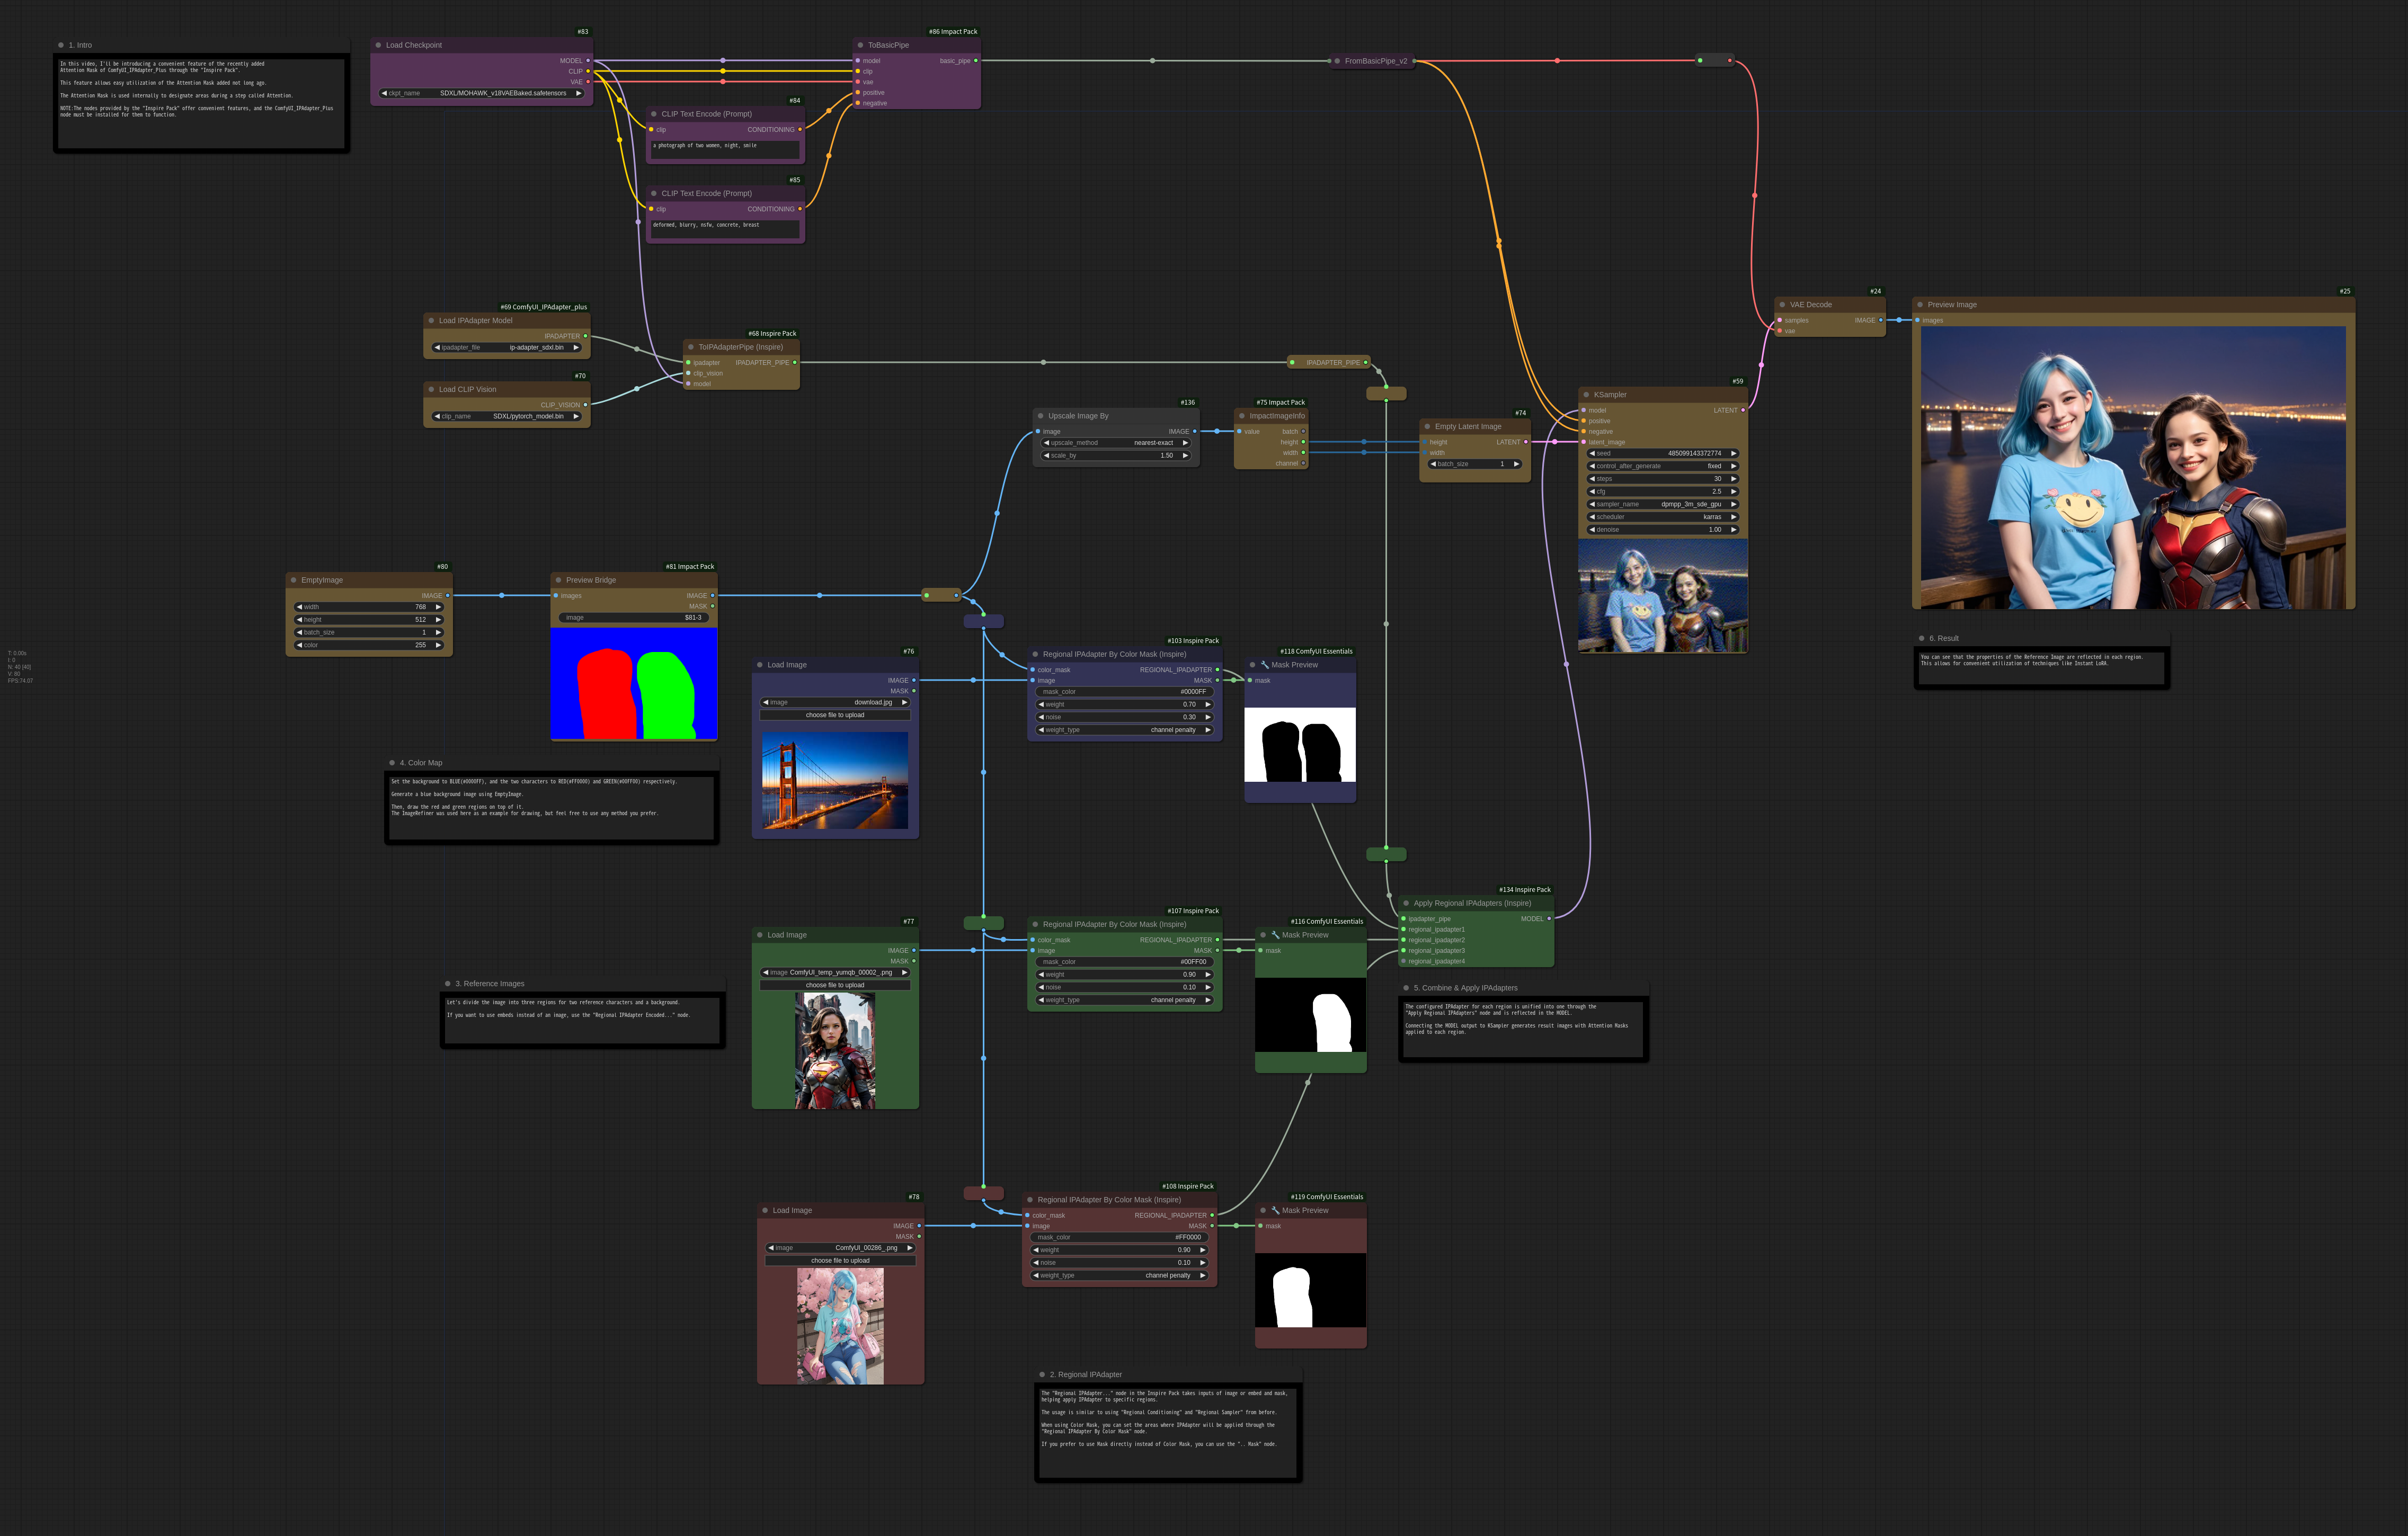 1. Intro
In this video, I'll be introducing a convenient feature of the recently added
Attention Mask of ComfyUI_IPAdapter_Plus through the "Inspire Pack".
This feature allows easy utilization of the Attention Mask added not long ago.
The Attention Mask is used internally to designate areas during a step called Attention.
NOTE:The nodes provided by the "Inspire Pack" offer convenient features, and the ComfyUI_IPAdapter_Plus
node must be installed for them to function.
#83
Load Checkpoint
MODEL
CLIP
VAE
ckpt_name SDXL/MOHAWK_v18VAEBaked.safetensors
#86 Impact Pack
ToBasicPipe
model basic_pipe
clip
vae
positive
negative
FromBasicPipe_v2
#84
CLIP Text Encode (Prompt)
clip CONDITIONING
a photograph of two women, night, smile
#85
CLIP Text Encode (Prompt)
clip CONDITIONING
deformed, blurry, nsfw, concrete, breast
#69 ComfyUI_IPAdapter_plus
Load IPAdapter Model
IPADAPTER
ipadapter_file ip-adapter_sdxl.bin
#70
Load CLIP Vision
CLIP_VISION
clip_name SDXL/pytorch_model.bin
#68 Inspire Pack
ToIPAdapterPipe (Inspire)
ipadapter IPADAPTER_PIPE
clip_vision
model
IPADAPTER_PIPE
#136
Upscale Image By
image IMAGE
upscale_method nearest-exact
scale_by 1.50
#75 Impact Pack
ImpactImageInfo
value batch
height
width
channel
#74
Empty Latent Image
height LATENT
width
batch_size 1
#59
KSampler
model LATENT
positive
negative
latent_image
seed 485099143372774
control_after_generate fixed
steps 30
cfg 2.5
sampler_name dpmpp_3m_sde_gpu
scheduler karras
denoise 1.00
#24
VAE Decode
samples IMAGE
vae
#25
Preview Image
images
6. Result
You can see that the properties of the Reference Image are reflected in each region.
This allows for convenient utilization of techniques like Instant LoRA.
#80
EmptyImage
IMAGE
width 768
height 512
batch_size 1
color 255
#81 Impact Pack
Preview Bridge
images IMAGE
MASK
image $81-3
T: 0.00s
I: 0
N: 40 [40]
V: 80
FPS:74.07
4. Color Map
Set the background to BLUE(#0000FF), and the two characters to RED(#FF0000) and GREEN(#00FF00) respectively.
Generate a blue background image using EmptyImage.
Then, draw the red and green regions on top of it.
The ImageRefiner was used here as an example for drawing, but feel free to use any method you prefer.
#76
Load Image
IMAGE
MASK
image download.jpg
choose file to upload
#103 Inspire Pack
Regional IPAdapter By Color Mask (Inspire)
color_mask REGIONAL_IPADAPTER
image MASK
mask_color #0000FF
weight 0.70
noise 0.30
weight_type channel penalty
#118 ComfyUI Essentials
Mask Preview
mask
#77
Load Image
IMAGE
MASK
image ComfyUI_temp_yumqb_00002_.png
choose file to upload
#107 Inspire Pack
Regional IPAdapter By Color Mask (Inspire)
color_mask REGIONAL_IPADAPTER
image MASK
mask_color #00FF00
weight 0.90
noise 0.10
weight_type channel penalty
#116 ComfyUI Essentials
Mask Preview
mask
#134 Inspire Pack
Apply Regional IPAdapters (Inspire)
ipadapter_pipe MODEL
regional_ipadapter1
regional_ipadapter2
regional_ipadapter3
regional_ipadapter4
3. Reference Images
Let's divide the image into three regions for two reference characters and a background.
If you want to use embeds instead of an image, use the "Regional IPAdapter Encoded..." node.
5. Combine & Apply IPAdapters
The configured IPAdapter for each region is unified into one through the
"Apply Regional IPAdapters" node and is reflected in the MODEL.
Connecting the MODEL output to KSampler generates result images with Attention Masks
applied to each region.
#78
Load Image
IMAGE
MASK
image ComfyUI_00286_.png
choose file to upload
#108 Inspire Pack
Regional IPAdapter By Color Mask (Inspire)
color_mask REGIONAL_IPADAPTER
image MASK
mask_color #FF0000
weight 0.90
noise 0.10
weight_type channel penalty
#119 ComfyUI Essentials
Mask Preview
mask
2. Regional IPAdapter
The "Regional IPAdapter..." node in the Inspire Pack takes inputs of image or embed and mask,
helping apply IPAdapter to specific regions.
The usage is similar to using "Regional Conditioning" and "Regional Sampler" from before.
When using Color Mask, you can set the areas where IPAdapter will be applied through the
"Regional IPAdapter By Color Mask" node.
If you prefer to use Mask directly instead of Color Mask, you can use the ".. Mask" node.